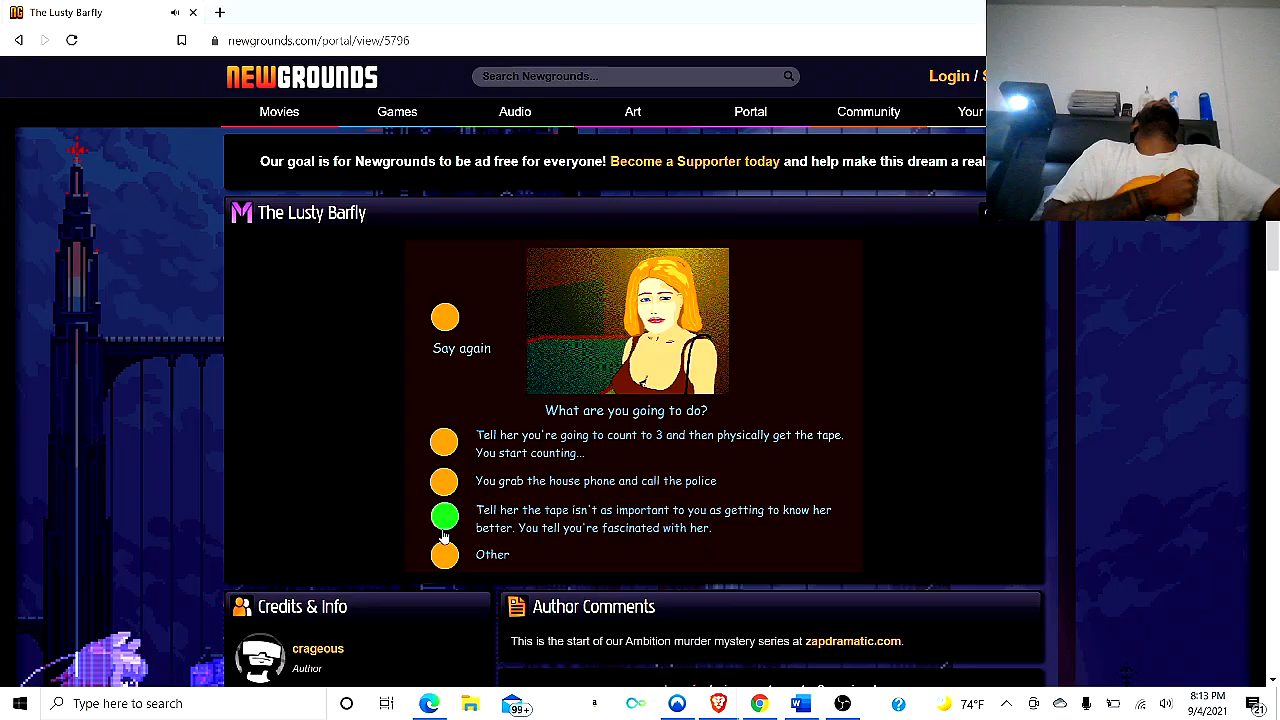 The Lusty Barfly
newgrounds.com/portal/view/5796
NEWGROUNDS
Search Newgrounds...
Login / S
Movies
Games
Audio
Art
Portal
Community
Your
Our goal is for Newgrounds to be ad free for everyone! Become a Supporter today and help make this dream a real
The Lusty Barfly
Say again
What are you going to do?
Tell her you're going to count to 3 and then physically get the tape.
You start counting...
You grab the house phone and call the police
Tell her the tape isn't as important to you as getting to know her
better. You tell you're fascinated with her.
Other
Credits & Info
crageous
Author
Author Comments
This is the start of our Ambition murder mystery series at zapdramatic.com.
Type here to search
99+
a
74°F
8:13 PM
9/4/2021
21